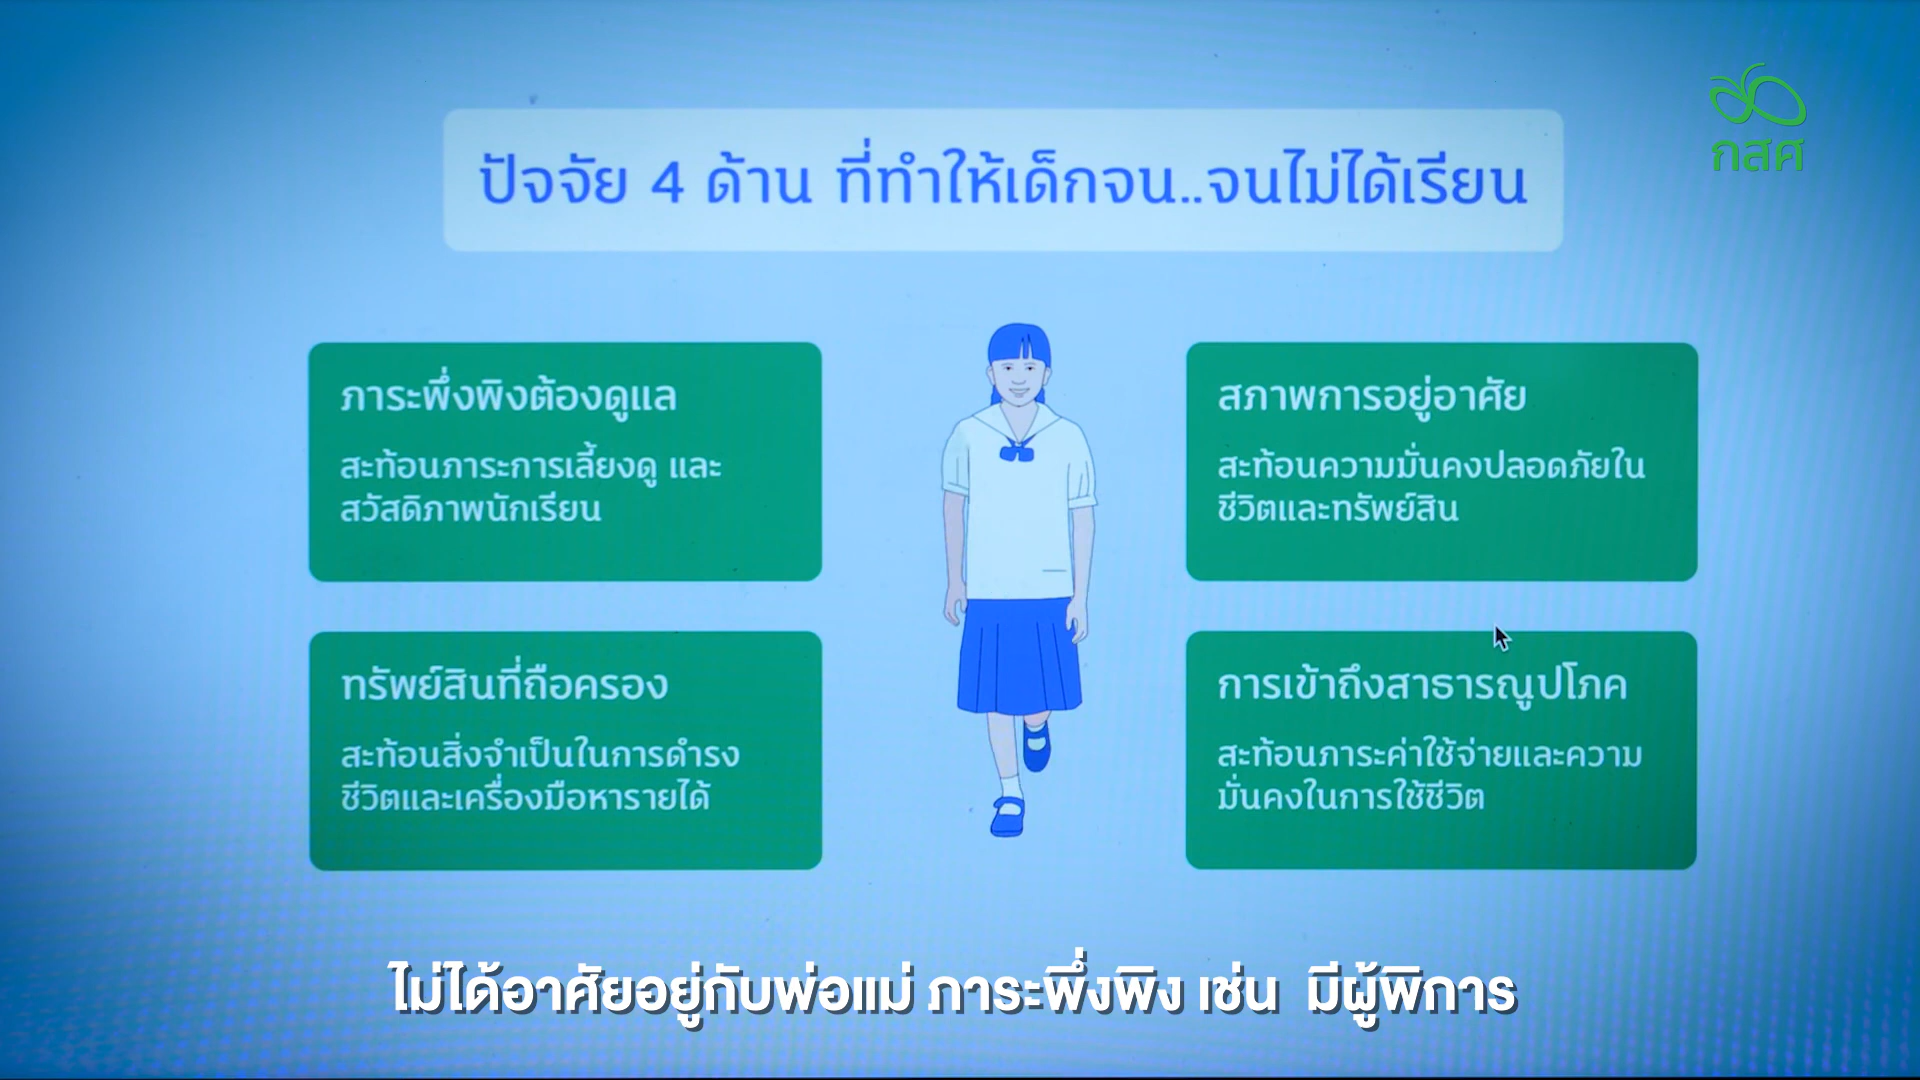 กสศ
ปัจจัย 4 ด้าน ที่ทำให้เด็กจน..จนไม่ได้เรียน
ภาระพึ่งพิงต้องดูแล
สะท้อนภาระการเลี้ยงดู และ
สวัสดิภาพนักเรียน
สภาพการอยู่อาศัย
สะท้อนความมั่นคงปลอดภัยใน
ชีวิตและทรัพย์สิน
ทรัพย์สินที่ถือครอง
สะท้อนสิ่งจำเป็นในการดำรง
ชีวิตและเครื่องมือหารายได้
การเข้าถึงสาธารณูปโภค
สะท้อนภาระค่าใช้จ่ายและความ
มั่นคงในการใช้ชีวิต
ไม่ได้อาศัยอยู่กับพ่อแม่ ภาระพึ่งพิง เช่น มีผู้พิการ